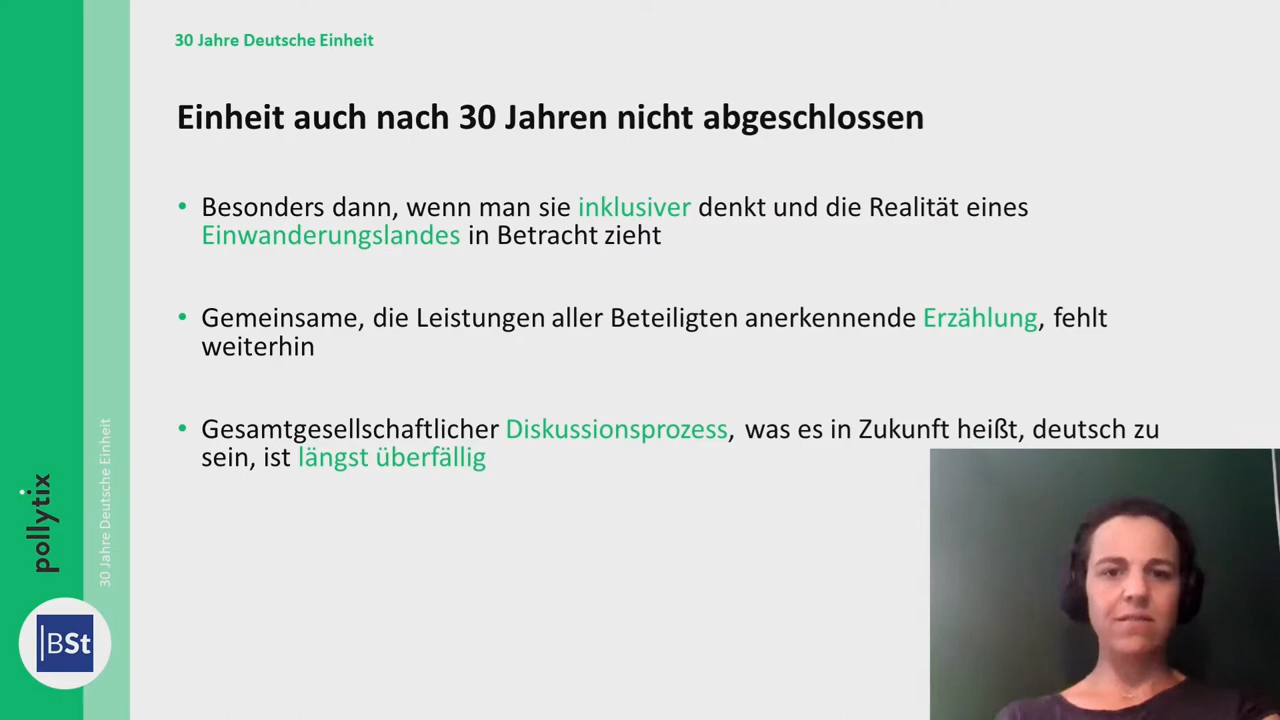 30 Jahre Deutsche Einheit
Einheit auch nach 30 Jahren nicht abgeschlossen
• Besonders dann, wenn man sie inklusiver denkt und die Realität eines
Einwanderungslandes in Betracht zieht
• Gemeinsame, die Leistungen aller Beteiligten anerkennende Erzählung, fehlt
weiterhin
• Gesamtgesellschaftlicher Diskussionsprozess, was es in Zukunft heißt, deutsch zu
sein, ist längst überfällig
pollytix
30 Jahre Deutsche Einheit
|BSt